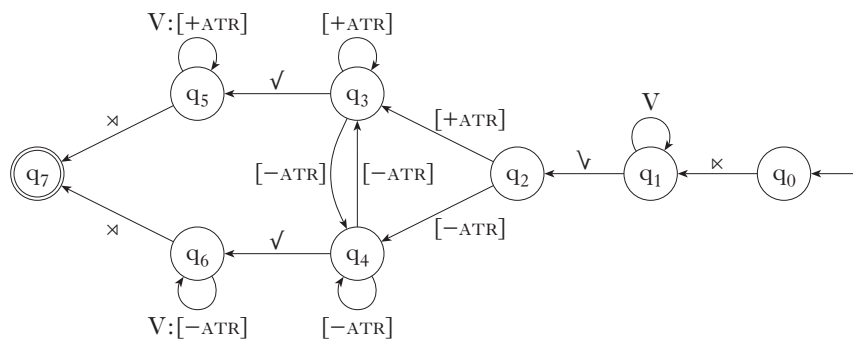 V:[+ATR]
[+ATR]
q₅
√
q₃
V
⋊
[+ATR]
q₇
[−ATR]
[−ATR]
q₂
q₁
⋉
q₀
⋊
[−ATR]
q₆
√
q₄
V:[−ATR]
[−ATR]